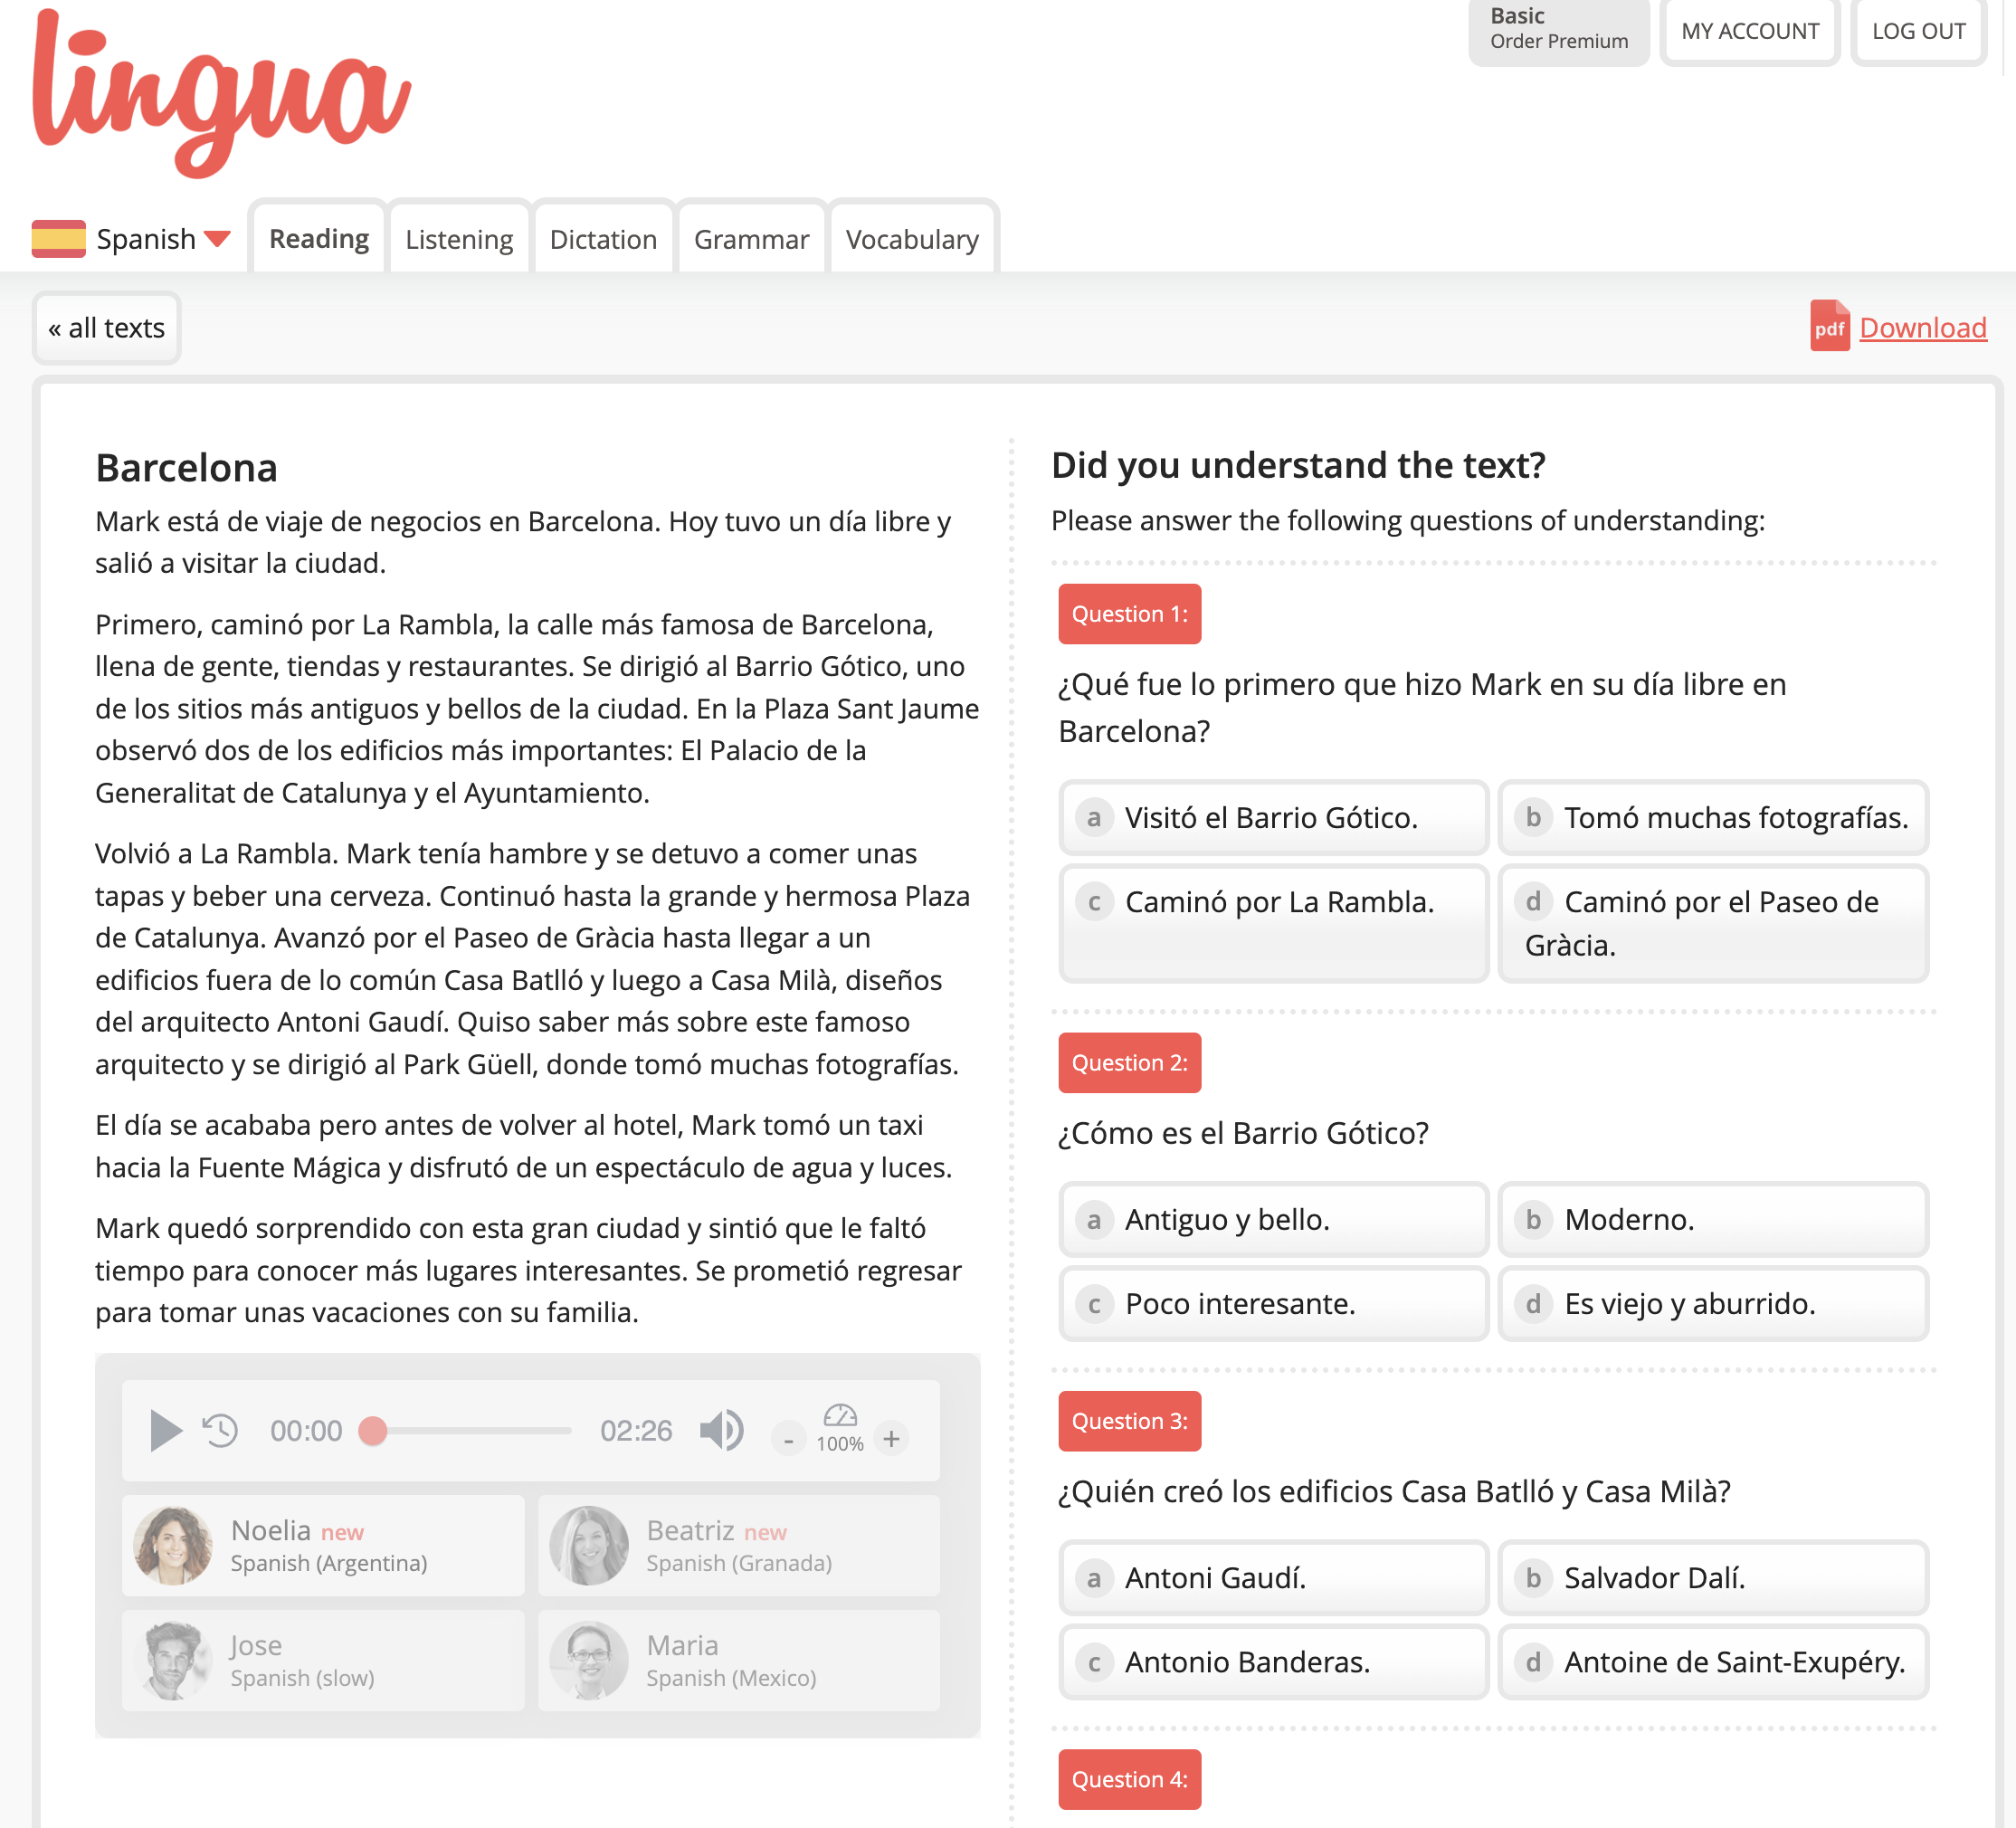 lingua
Basic
Order Premium
MY ACCOUNT
LOG OUT
Spanish
Reading
Listening
Dictation
Grammar
Vocabulary
« all texts
pdf
Download
Barcelona
Mark está de viaje de negocios en Barcelona. Hoy tuvo un día libre y
salió a visitar la ciudad.
Primero, caminó por La Rambla, la calle más famosa de Barcelona,
llena de gente, tiendas y restaurantes. Se dirigió al Barrio Gótico, uno
de los sitios más antiguos y bellos de la ciudad. En la Plaza Sant Jaume
observó dos de los edificios más importantes: El Palacio de la
Generalitat de Catalunya y el Ayuntamiento.
Volvió a La Rambla. Mark tenía hambre y se detuvo a comer unas
tapas y beber una cerveza. Continuó hasta la grande y hermosa Plaza
de Catalunya. Avanzó por el Paseo de Gràcia hasta llegar a un
edificios fuera de lo común Casa Batlló y luego a Casa Milà, diseños
del arquitecto Antoni Gaudí. Quiso saber más sobre este famoso
arquitecto y se dirigió al Park Güell, donde tomó muchas fotografías.
El día se acababa pero antes de volver al hotel, Mark tomó un taxi
hacia la Fuente Mágica y disfrutó de un espectáculo de agua y luces.
Mark quedó sorprendido con esta gran ciudad y sintió que le faltó
tiempo para conocer más lugares interesantes. Se prometió regresar
para tomar unas vacaciones con su familia.
00:00
02:26
-
100%
+
Noelia new
Spanish (Argentina)
Beatriz new
Spanish (Granada)
Jose
Spanish (slow)
Maria
Spanish (Mexico)
Did you understand the text?
Please answer the following questions of understanding:
Question 1:
¿Qué fue lo primero que hizo Mark en su día libre en
Barcelona?
a Visitó el Barrio Gótico.
b Tomó muchas fotografías.
c Caminó por La Rambla.
d Caminó por el Paseo de
Gràcia.
Question 2:
¿Cómo es el Barrio Gótico?
a Antiguo y bello.
b Moderno.
c Poco interesante.
d Es viejo y aburrido.
Question 3:
¿Quién creó los edificios Casa Batlló y Casa Milà?
a Antoni Gaudí.
b Salvador Dalí.
c Antonio Banderas.
d Antoine de Saint-Exupéry.
Question 4: